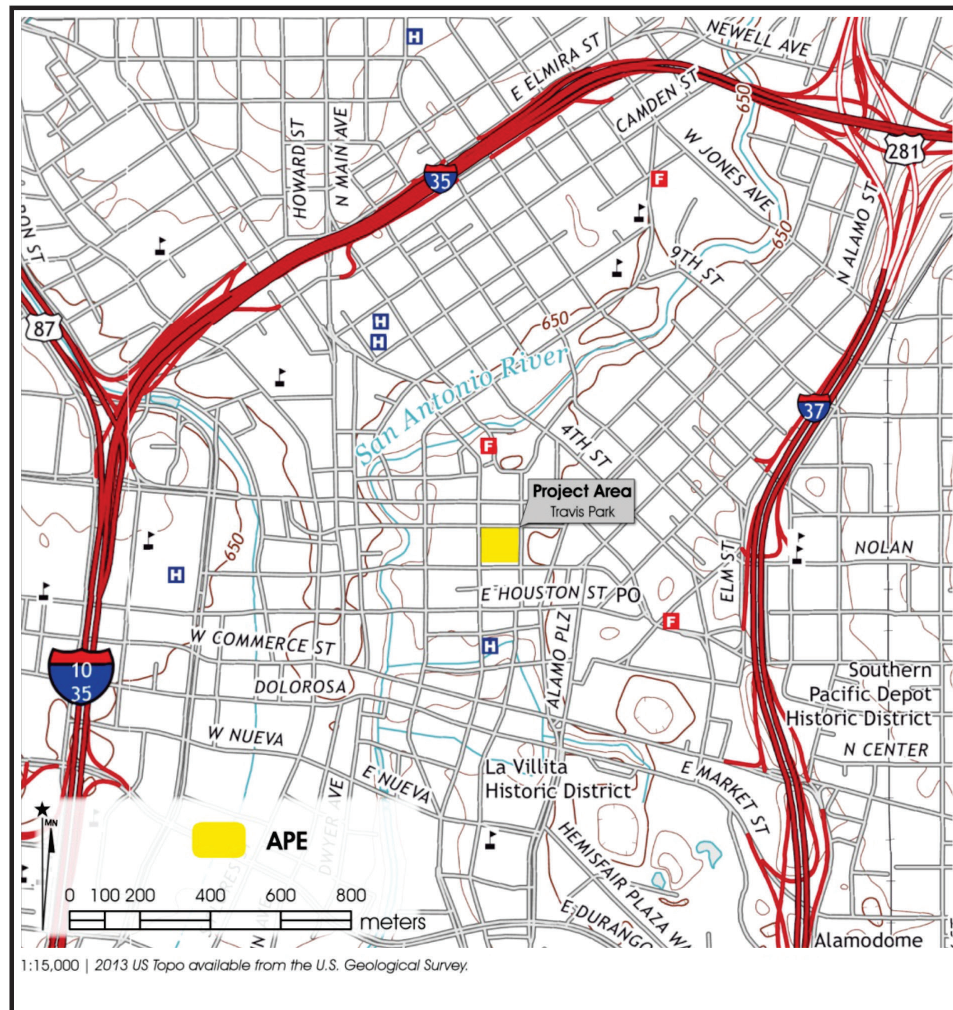 NEWELL AVE
H
E ELMIRA ST
CAMDEN ST
650
281
W JONES AVE
HOWARD ST
N MAIN AVE
35
F
N ALAMO ST
9TH ST
87
H
H
650
San Antonio River
37
4TH ST
F
Project Area
Travis Park
650
NOLAN
ELM ST
H
E HOUSTON ST
PO
F
W COMMERCE ST
H
ALAMO PLZ
10
35
DOLOROSA
Southern
Pacific Depot
Historic District
W NUEVA
N CENTER
E NUEVA
La Villita
Historic District
E MARKET ST
DWYER AVE
MN
APE
HEMISFAIR PLAZA WA
E DURANGO
0 100 200 400 600 800
meters
Alamodome
1:15,000 | 2013 US Topo available from the U.S. Geological Survey.